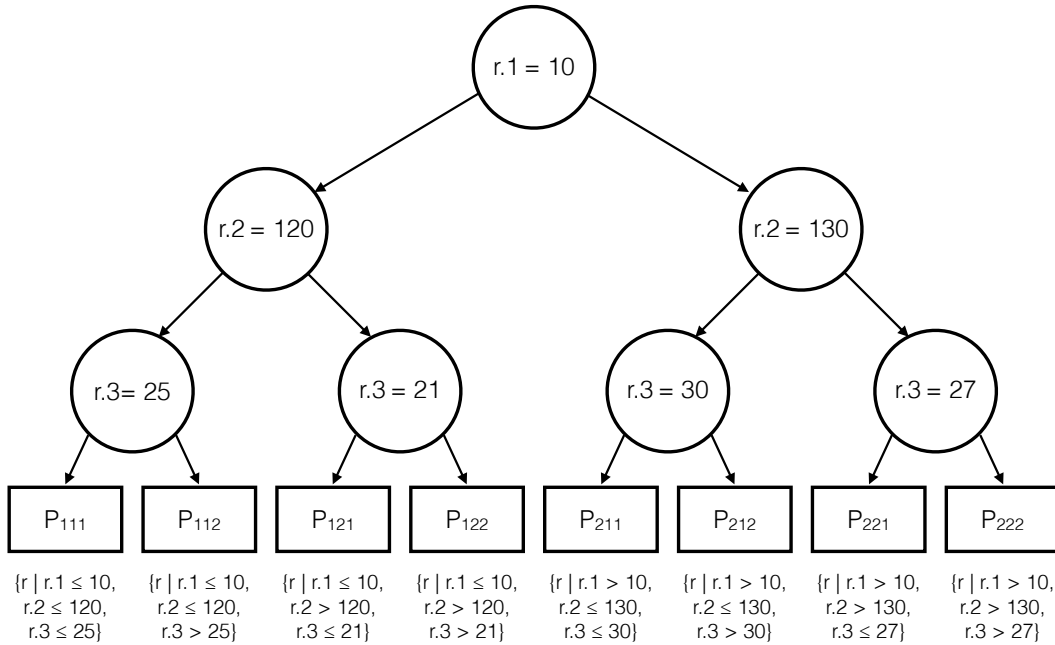 r.1 = 10
r.2 = 120
r.2 = 130
r.3= 25
r.3 = 21
r.3 = 30
r.3 = 27
P₁₁₁
P₁₁₂
P₁₂₁
P₁₂₂
P₂₁₁
P₂₁₂
P₂₂₁
P₂₂₂
{r | r.1 ≤ 10,
r.2 ≤ 120,
r.3 ≤ 25}
{r | r.1 ≤ 10,
r.2 ≤ 120,
r.3 > 25}
{r | r.1 ≤ 10,
r.2 > 120,
r.3 ≤ 21}
{r | r.1 ≤ 10,
r.2 > 120,
r.3 > 21}
{r | r.1 > 10,
r.2 ≤ 130,
r.3 ≤ 30}
{r | r.1 > 10,
r.2 ≤ 130,
r.3 > 30}
{r | r.1 > 10,
r.2 > 130,
r.3 ≤ 27}
{r | r.1 > 10,
r.2 > 130,
r.3 > 27}